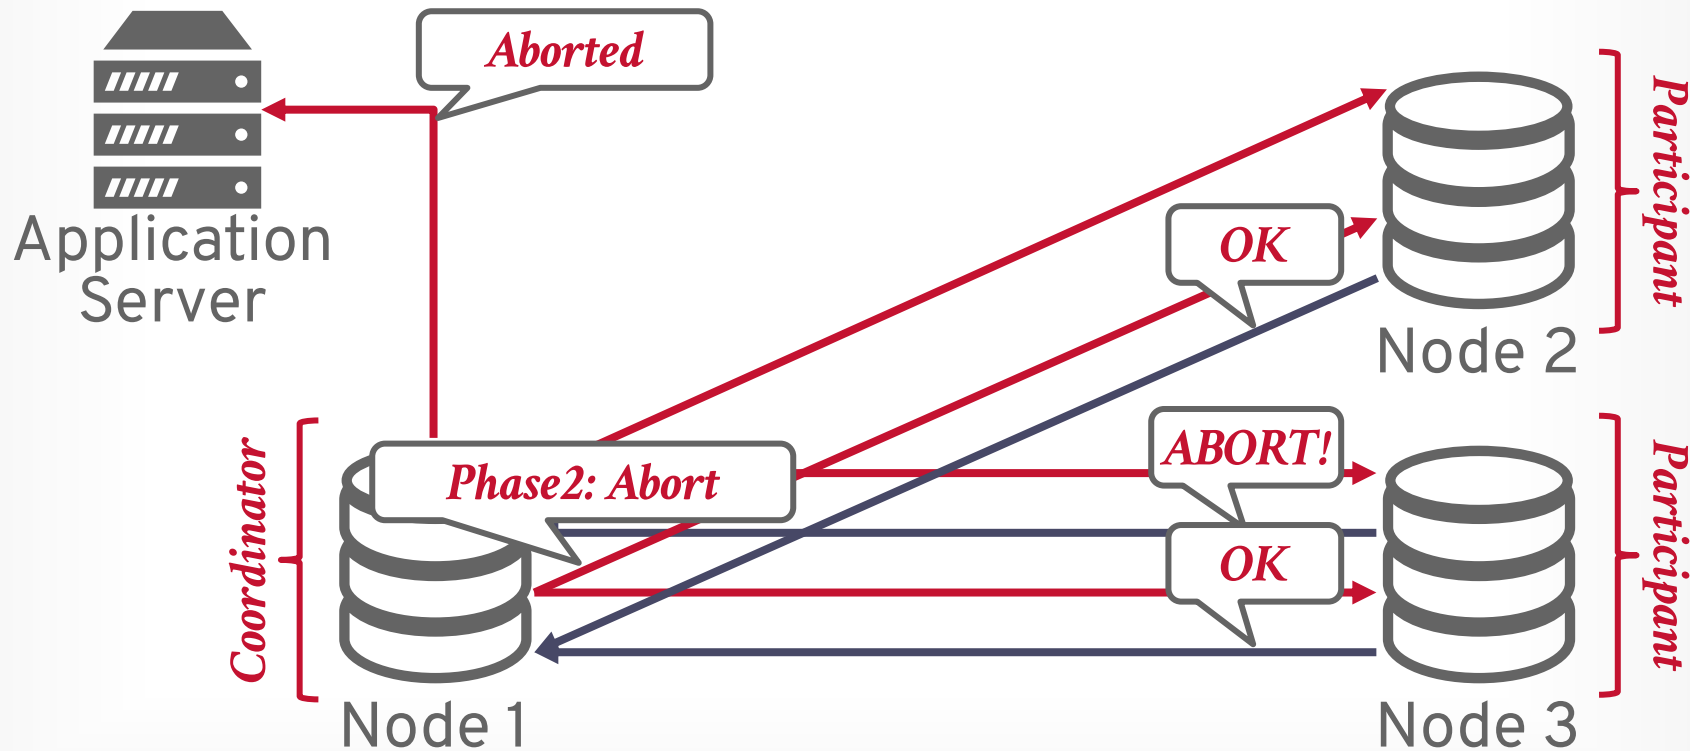 Aborted
Application
Server
Participant
OK
Node 2
ABORT!
Phase2: Abort
Coordinator
OK
Participant
Node 1
Node 3